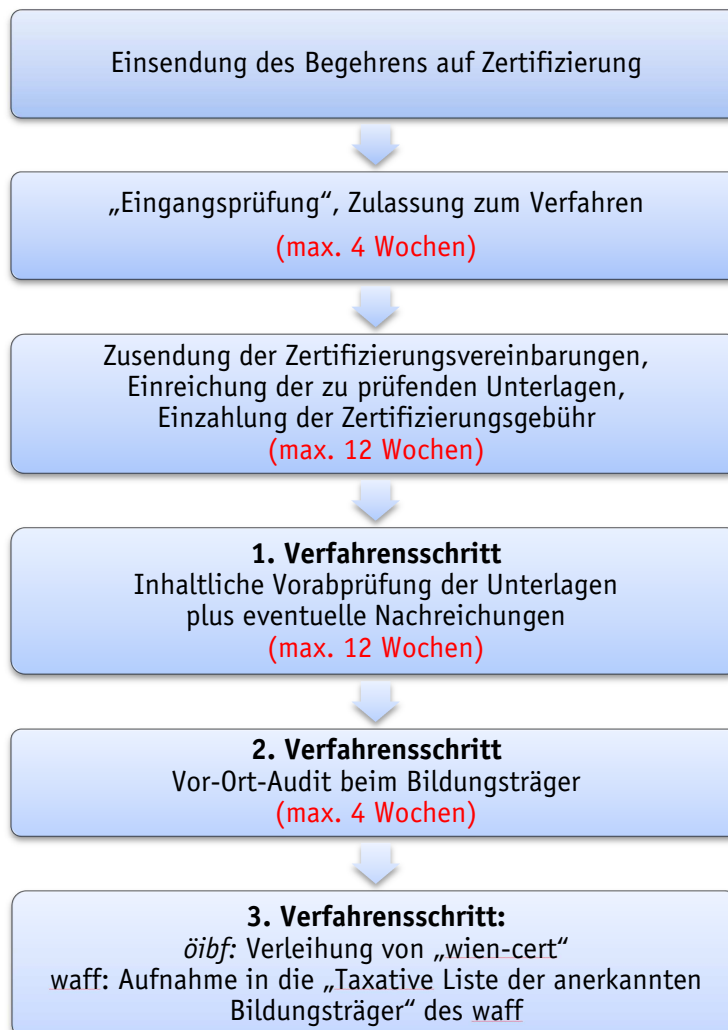 Einsendung des Begehrens auf Zertifizierung
„Eingangsprüfung“, Zulassung zum Verfahren
(max. 4 Wochen)
Zusendung der Zertifizierungsvereinbarungen,
Einreichung der zu prüfenden Unterlagen,
Einzahlung der Zertifizierungsgebühr
(max. 12 Wochen)
1. Verfahrensschritt
Inhaltliche Vorabprüfung der Unterlagen
plus eventuelle Nachreichungen
(max. 12 Wochen)
2. Verfahrensschritt
Vor-Ort-Audit beim Bildungsträger
(max. 4 Wochen)
3. Verfahrensschritt:
öibf: Verleihung von „wien-cert“
waff: Aufnahme in die „Taxative Liste der anerkannten
Bildungsträger“ des waff